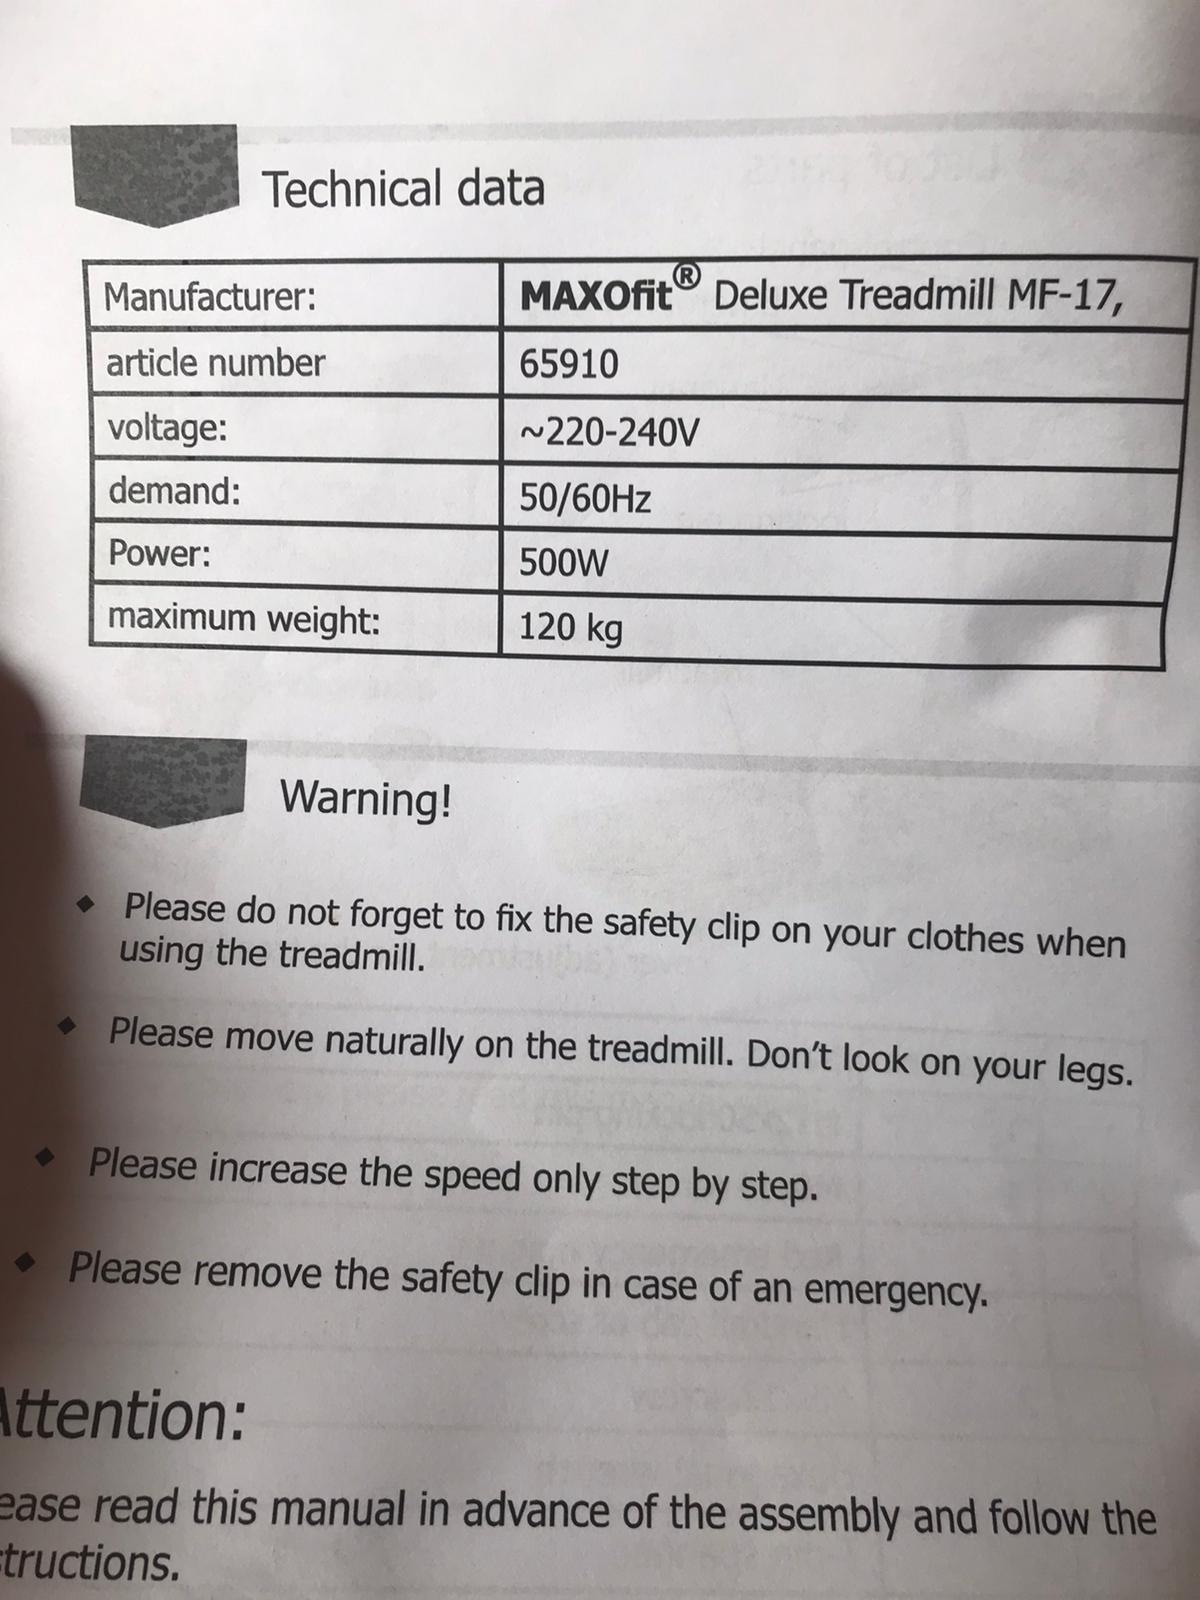 Technical data
Manufacturer: MAXOfit® Deluxe Treadmill MF-17,
article number 65910
voltage: ~220-240V
demand: 50/60Hz
Power: 500W
maximum weight: 120 kg
Warning!
◆ Please do not forget to fix the safety clip on your clothes when
using the treadmill.
◆ Please move naturally on the treadmill. Don't look on your legs.
◆ Please increase the speed only step by step.
◆ Please remove the safety clip in case of an emergency.
Attention:
ease read this manual in advance of the assembly and follow the
structions.